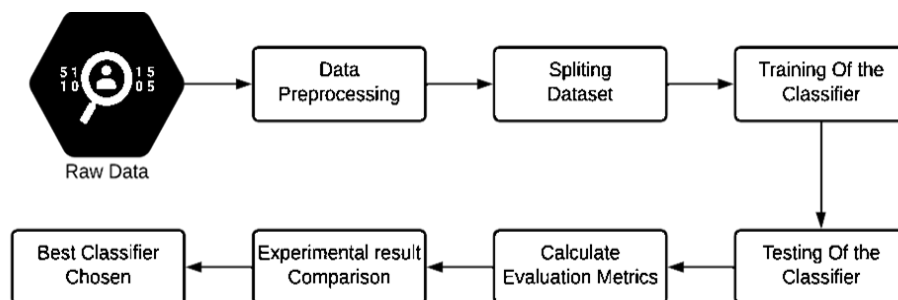 51 15
10 05
Raw Data
Data
Preprocessing
Spliting
Dataset
Training Of the
Classifier
Best Classifier
Chosen
Experimental result
Comparison
Calculate
Evaluation Metrics
Testing Of the
Classifier